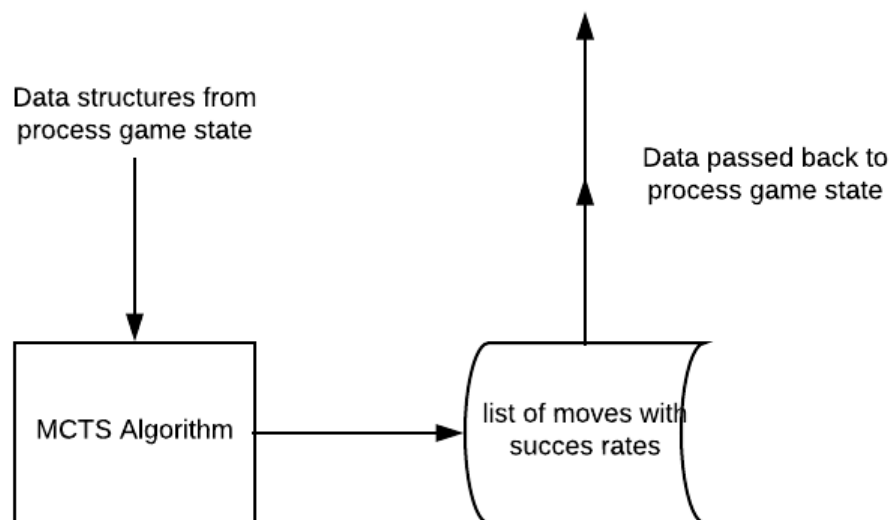 Data structures from
process game state
Data passed back to
process game state
MCTS Algorithm
list of moves with
succes rates